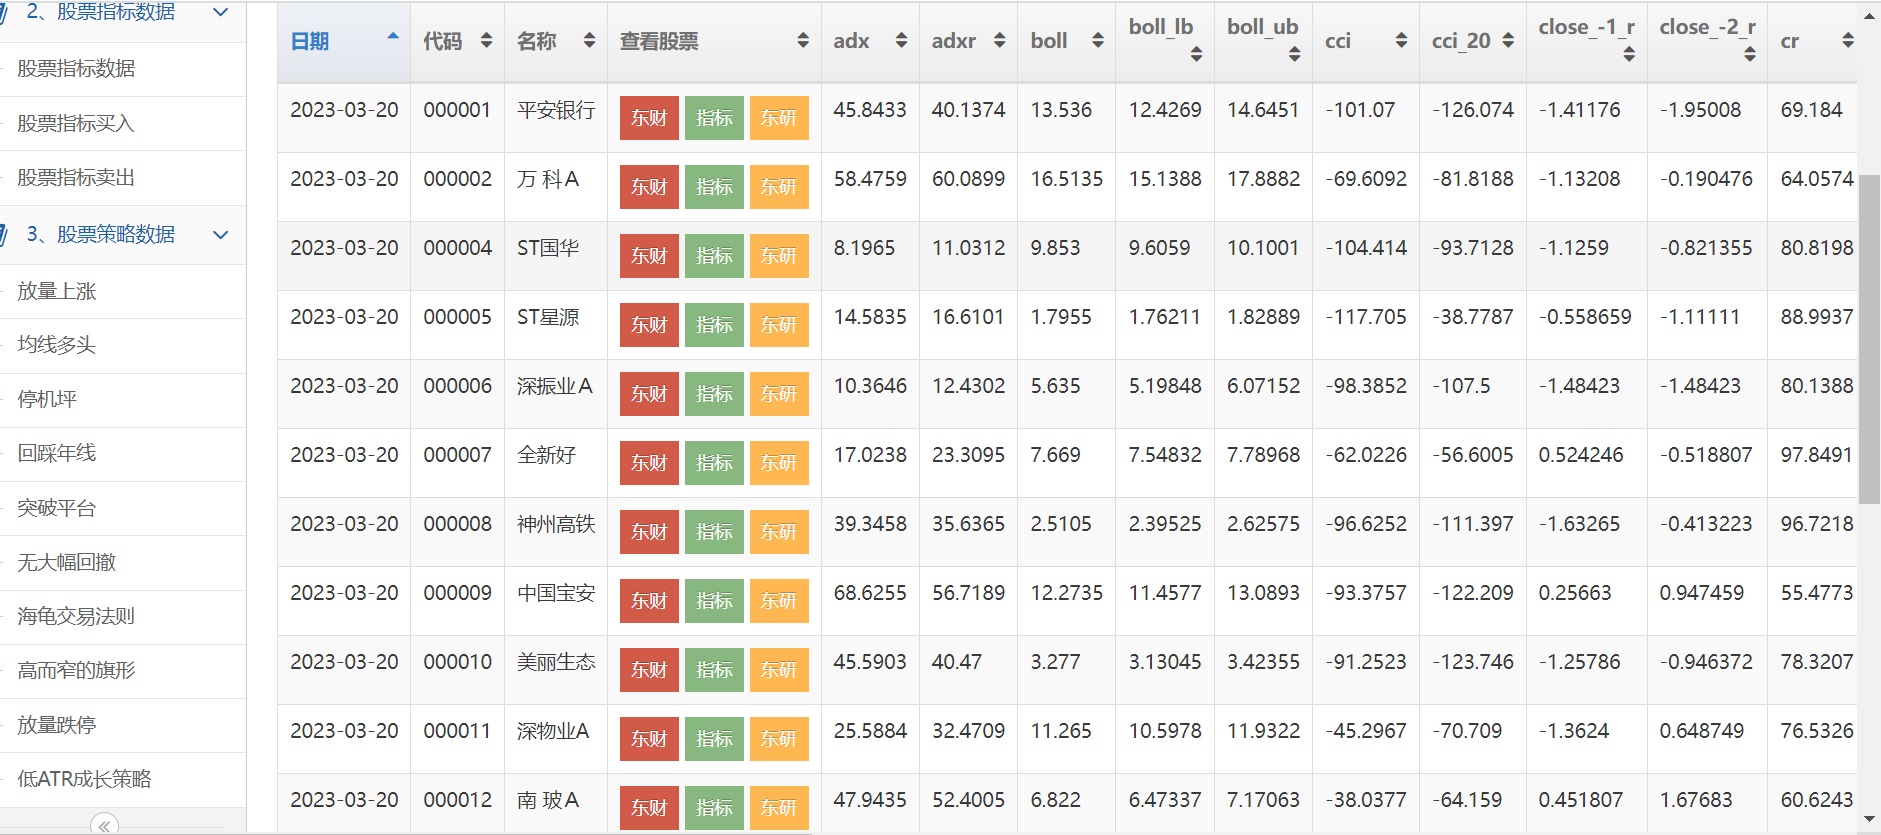 2、股票指标数据
股票指标数据
股票指标买入
股票指标卖出
3、股票策略数据
放量上涨
均线多头
停机坪
回踩年线
突破平台
无大幅回撤
海龟交易法则
高而窄的旗形
放量跌停
低ATR成长策略
日期 代码 名称 查看股票 adx adxr boll boll_lb boll_ub cci cci_20 close_-1_r close_-2_r cr
2023-03-20 000001 平安银行 东财 指标 东研 45.8433 40.1374 13.536 12.4269 14.6451 -101.07 -126.074 -1.41176 -1.95008 69.184
2023-03-20 000002 万 科Ａ 东财 指标 东研 58.4759 60.0899 16.5135 15.1388 17.8882 -69.6092 -81.8188 -1.13208 -0.190476 64.0574
2023-03-20 000004 ST国华 东财 指标 东研 8.1965 11.0312 9.853 9.6059 10.1001 -104.414 -93.7128 -1.1259 -0.821355 80.8198
2023-03-20 000005 ST星源 东财 指标 东研 14.5835 16.6101 1.7955 1.76211 1.82889 -117.705 -38.7787 -0.558659 -1.11111 88.9937
2023-03-20 000006 深振业Ａ 东财 指标 东研 10.3646 12.4302 5.635 5.19848 6.07152 -98.3852 -107.5 -1.48423 -1.48423 80.1388
2023-03-20 000007 全新好 东财 指标 东研 17.0238 23.3095 7.669 7.54832 7.78968 -62.0226 -56.6005 0.524246 -0.518807 97.8491
2023-03-20 000008 神州高铁 东财 指标 东研 39.3458 35.6365 2.5105 2.39525 2.62575 -96.6252 -111.397 -1.63265 -0.413223 96.7218
2023-03-20 000009 中国宝安 东财 指标 东研 68.6255 56.7189 12.2735 11.4577 13.0893 -93.3757 -122.209 0.25663 0.947459 55.4773
2023-03-20 000010 美丽生态 东财 指标 东研 45.5903 40.47 3.277 3.13045 3.42355 -91.2523 -123.746 -1.25786 -0.946372 78.3207
2023-03-20 000011 深物业A 东财 指标 东研 25.5884 32.4709 11.265 10.5978 11.9322 -45.2967 -70.709 -1.3624 0.648749 76.5326
2023-03-20 000012 南 玻Ａ 东财 指标 东研 47.9435 52.4005 6.822 6.47337 7.17063 -38.0377 -64.159 0.451807 1.67683 60.6243